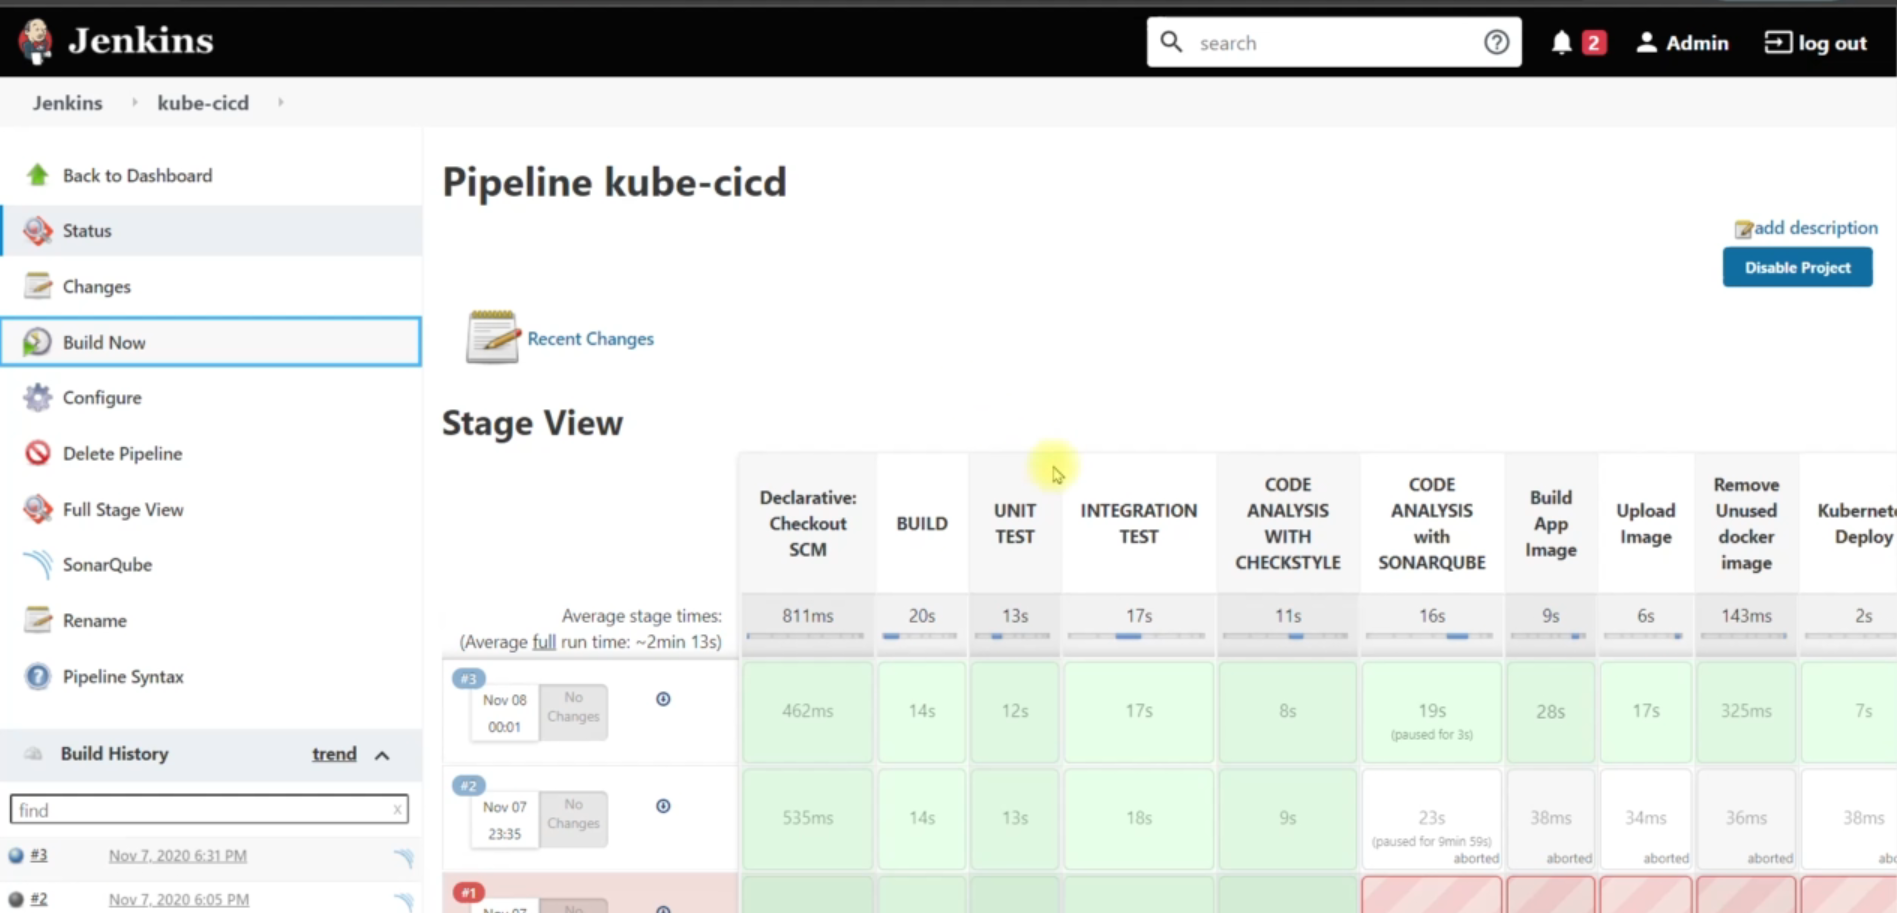 Jenkins
search
2
Admin
log out
Jenkins
kube-cicd
Back to Dashboard
Status
Changes
Build Now
Configure
Delete Pipeline
Full Stage View
SonarQube
Rename
Pipeline Syntax
Build History
trend
find
x
#3
Nov 7, 2020 6:31 PM
#2
Nov 7, 2020 6:05 PM
Pipeline kube-cicd
add description
Disable Project
Recent Changes
Stage View
Declarative:
Checkout
SCM
BUILD
UNIT
TEST
INTEGRATION
TEST
CODE
ANALYSIS
WITH
CHECKSTYLE
CODE
ANALYSIS
with
SONARQUBE
Build
App
Image
Upload
Image
Remove
Unused
docker
image
Kubernete
Deploy
Average stage times:
(Average full run time: ~2min 13s)
811ms
20s
13s
17s
11s
16s
9s
6s
143ms
2s
#3
Nov 08
00:01
No
Changes
462ms
14s
12s
17s
8s
19s
(paused for 3s)
28s
17s
325ms
7s
#2
Nov 07
23:35
No
Changes
535ms
14s
13s
18s
9s
23s
(paused for 9min 59s)
aborted
38ms
aborted
34ms
aborted
36ms
aborted
38ms
#1
Nov 07
No